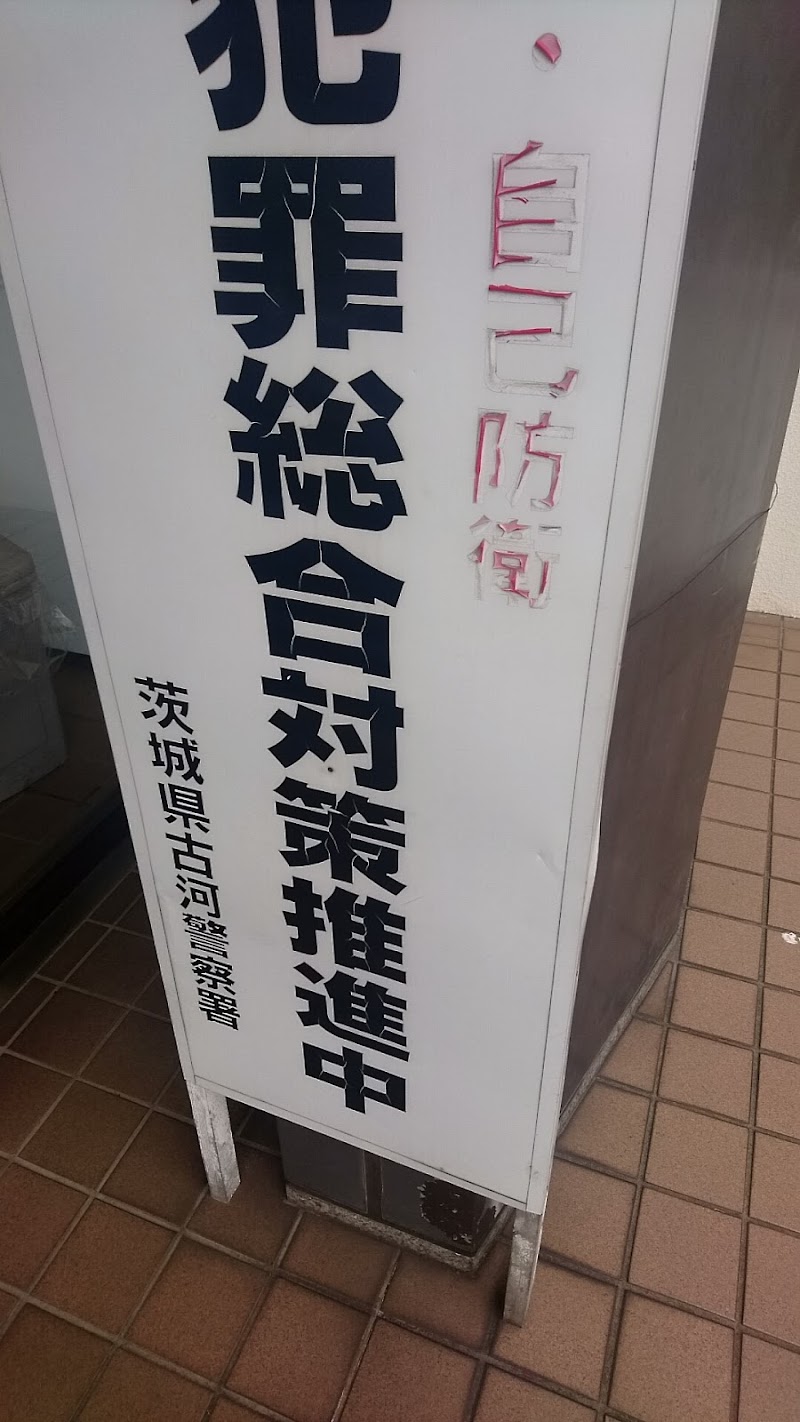 ・自己防衛
犯罪総合対策推進中
茨城県古河警察署